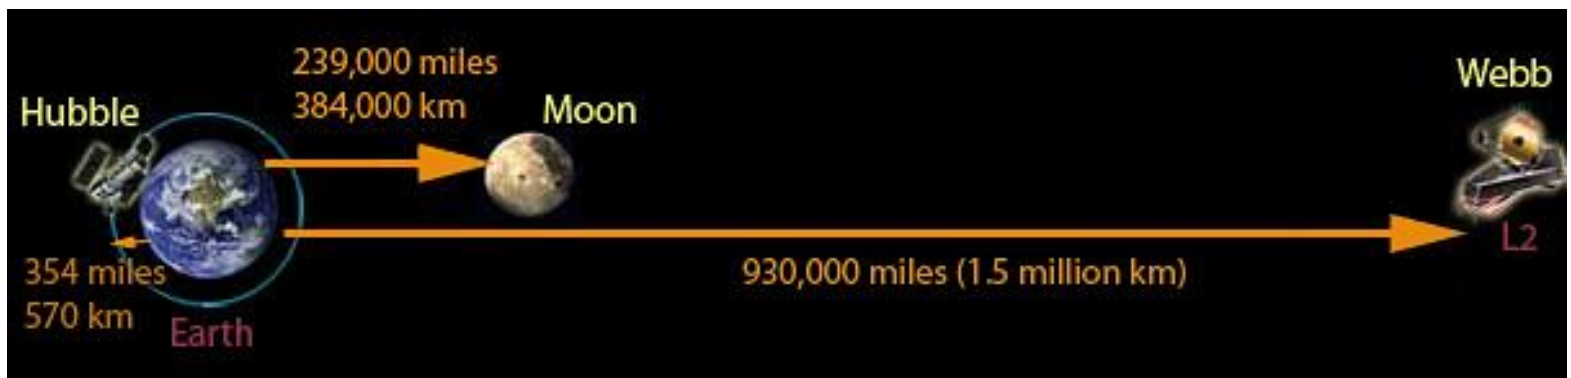 239,000 miles
384,000 km
Hubble
Moon
Webb
L2
354 miles
570 km
Earth
930,000 miles (1.5 million km)